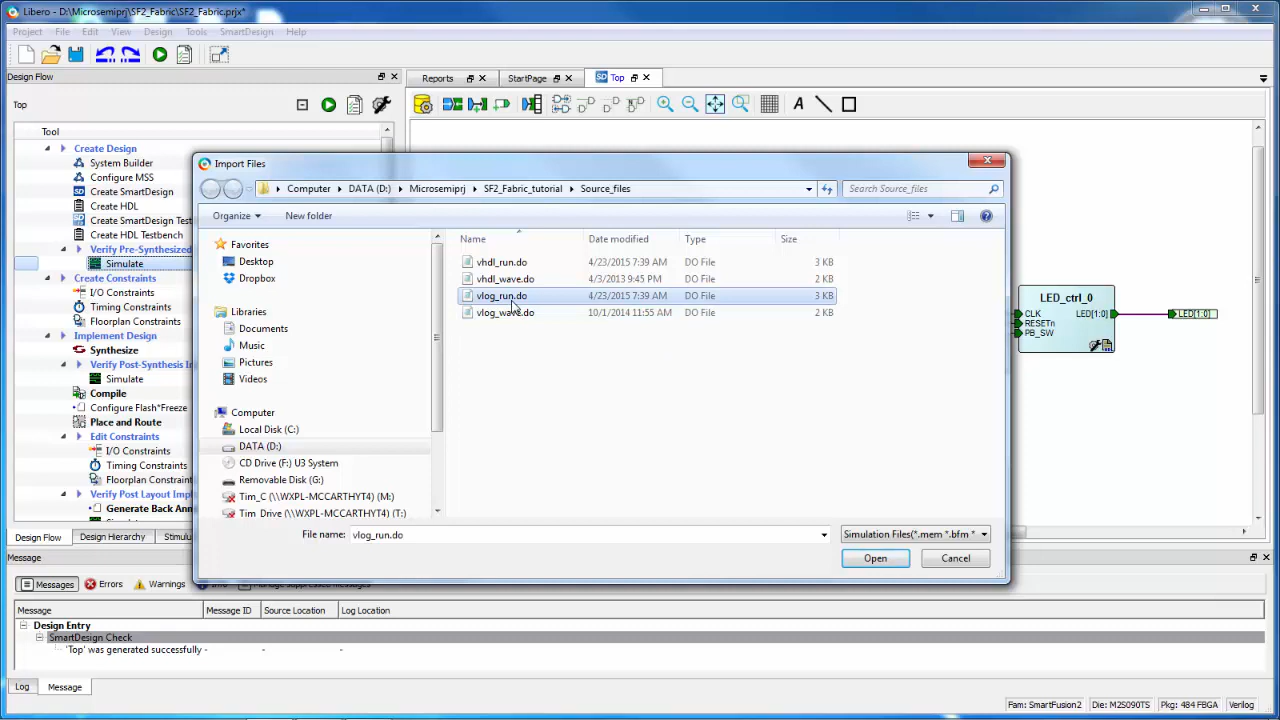 Libero - D:\Microsemiprj\SF2_Fabric\SF2_Fabric.prjx*
Project File Edit View Design Tools SmartDesign Help
Design Flow
Reports StartPage Top
Top
Tool
Create Design
System Builder
Configure MSS
Create SmartDesign
Create HDL
Create SmartDesign Test
Create HDL Testbench
Verify Pre-Synthesized
Simulate
Create Constraints
I/O Constraints
Timing Constraints
Floorplan Constraints
Implement Design
Synthesize
Verify Post-Synthesis I
Simulate
Compile
Configure Flash*Freeze
Place and Route
Edit Constraints
I/O Constraints
Timing Constraints
Floorplan Constraints
Verify Post Layout Impl
Generate Back Ann
Import Files
Computer DATA (D:) Microsemiprj SF2_Fabric_tutorial Source_files
Search Source_files
Organize New folder
Favorites
Desktop
Dropbox
Libraries
Documents
Music
Pictures
Videos
Computer
Local Disk (C:)
DATA (D:)
CD Drive (F:) U3 System
Removable Disk (G:)
Tim_C (\\WXPL-MCCARTHYT4) (M:)
Tim_Drive (\\WXPL-MCCARTHYT4) (T:)
Name Date modified Type Size
vhdl_run.do 4/23/2015 7:39 AM DO File 3 KB
vhdl_wave.do 4/3/2013 9:45 PM DO File 2 KB
vlog_run.do 4/23/2015 7:39 AM DO File 3 KB
vlog_wave.do 10/1/2014 11:55 AM DO File 2 KB
File name: vlog_run.do
Simulation Files(*.mem *.bfm *
Open Cancel
LED_ctrl_0
CLK LED[1:0]
RESETn
PB_SW
LED[1:0]
Design Flow Design Hierarchy Stimulu
Message
Messages Errors Warnings Info Manage suppressed messages
Message Message ID Source Location Log Location
Design Entry
SmartDesign Check
'Top' was generated successfully - - -
Log Message
Fam: SmartFusion2 Die: M2S090TS Pkg: 484 FBGA Verilog